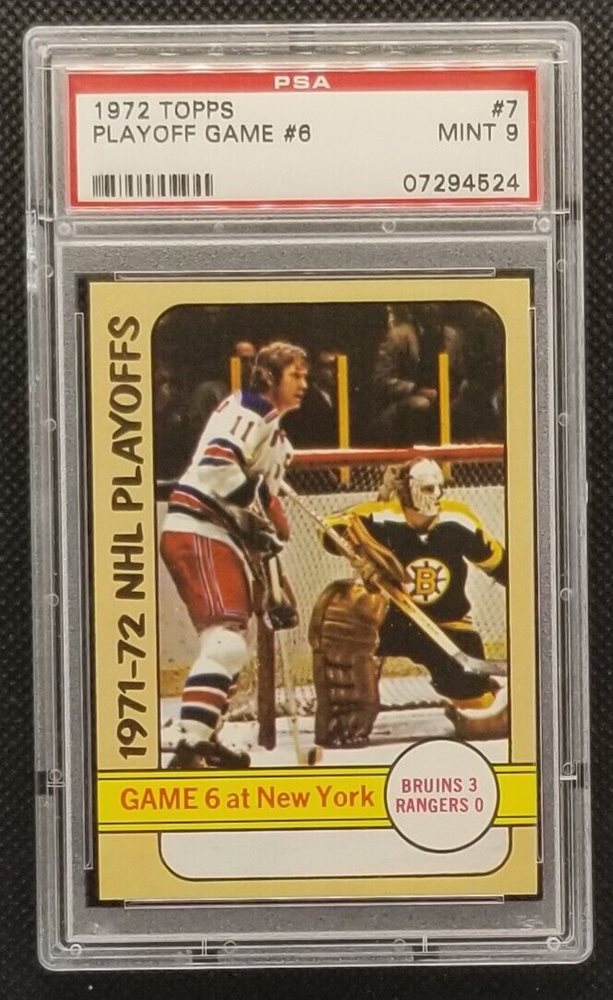 PSA
1972 TOPPS #7
PLAYOFF GAME #6 MINT 9
07294524
1971-72 NHL PLAYOFFS
11
B
GAME 6 at New York
BRUINS 3
RANGERS 0